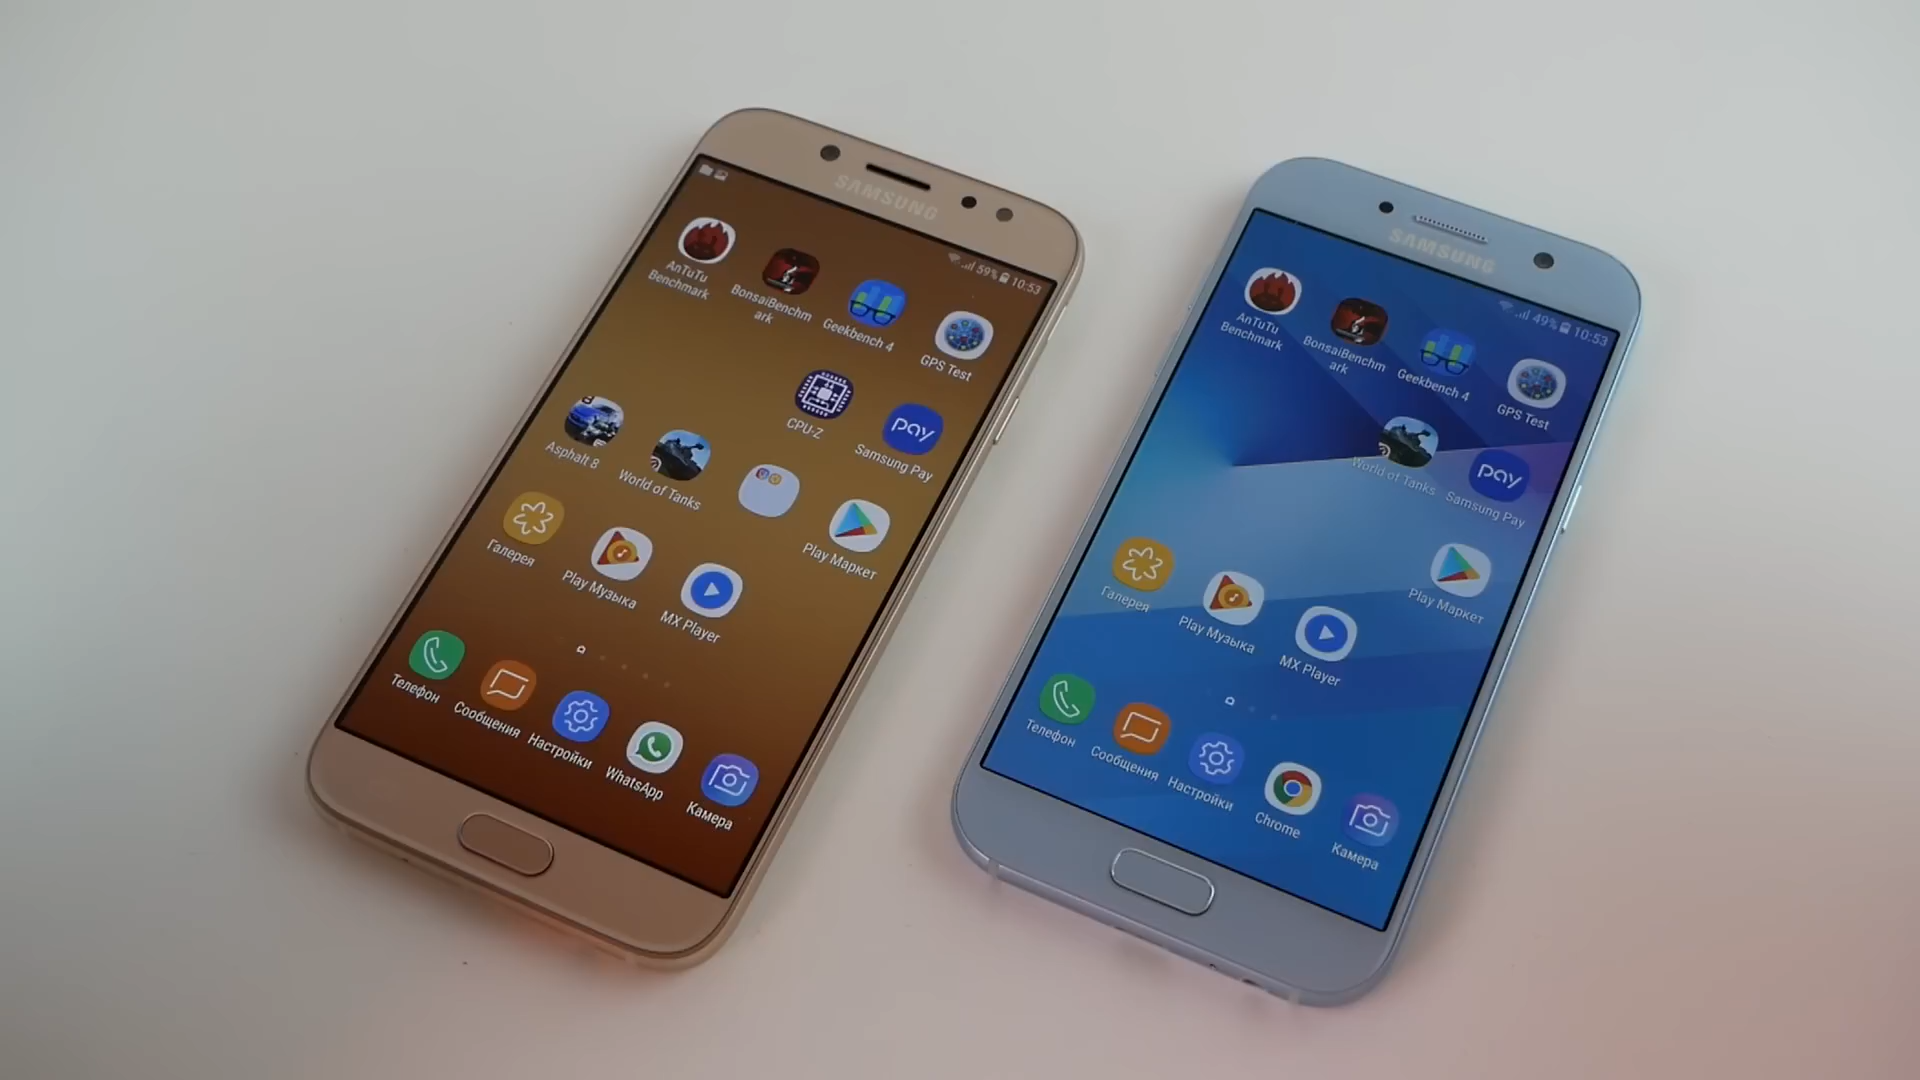 SAMSUNG
59% 10:53
AnTuTu
Benchmark
BonsaiBenchm
ark
Geekbench 4
GPS Test
CPU-Z
pay
Samsung Pay
Asphalt 8
World of Tanks
Play Маркет
Галерея
Play Музыка
MX Player
Телефон
Сообщения
Настройки
WhatsApp
Камера
SAMSUNG
49% 10:53
AnTuTu
Benchmark
BonsaiBenchm
ark
Geekbench 4
GPS Test
World of Tanks
pay
Samsung Pay
Play Маркет
Галерея
Play Музыка
MX Player
Телефон
Сообщения
Настройки
Chrome
Камера